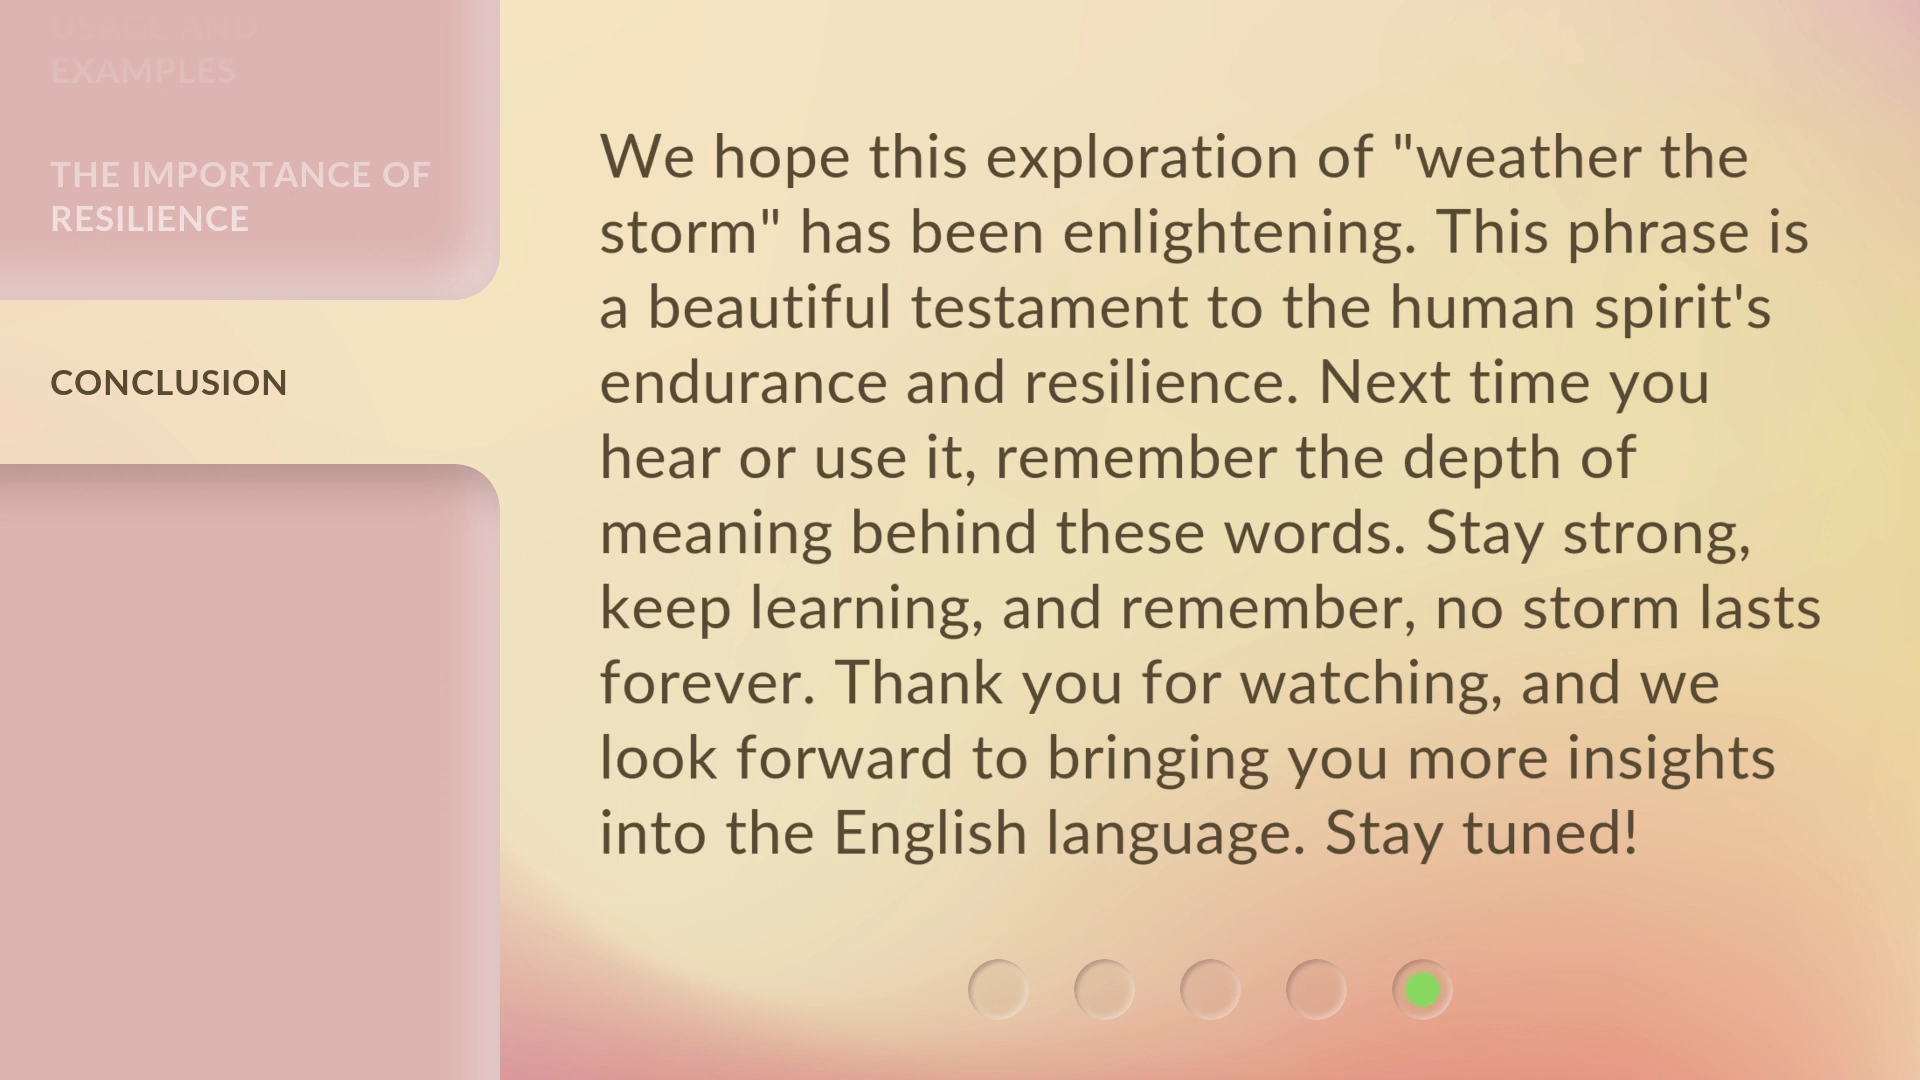 USAGE AND
EXAMPLES
THE IMPORTANCE OF
RESILIENCE
CONCLUSION
We hope this exploration of "weather the
storm" has been enlightening. This phrase is
a beautiful testament to the human spirit's
endurance and resilience. Next time you
hear or use it, remember the depth of
meaning behind these words. Stay strong,
keep learning, and remember, no storm lasts
forever. Thank you for watching, and we
look forward to bringing you more insights
into the English language. Stay tuned!